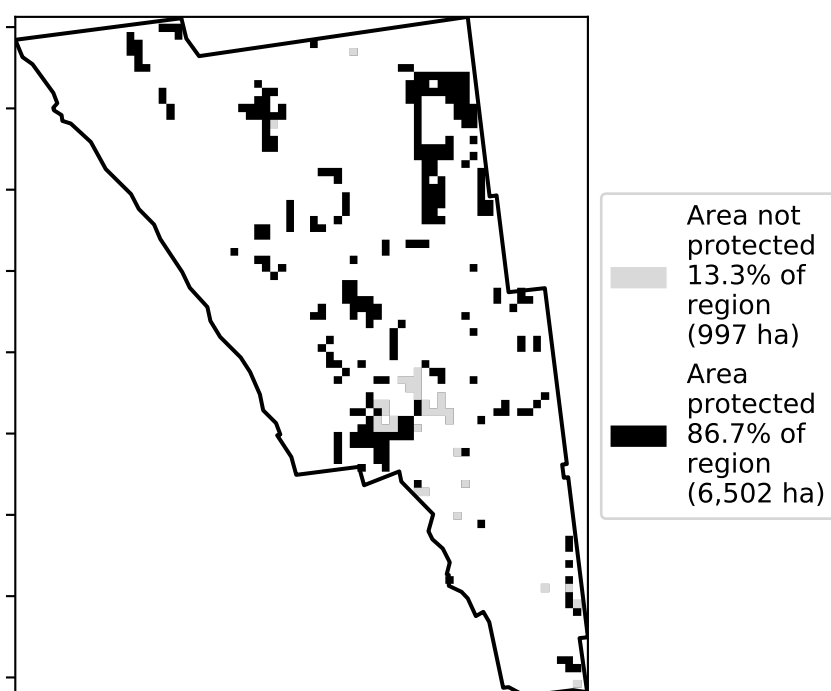 Area not
protected
13.3% of
region
(997 ha)
Area
protected
86.7% of
region
(6,502 ha)